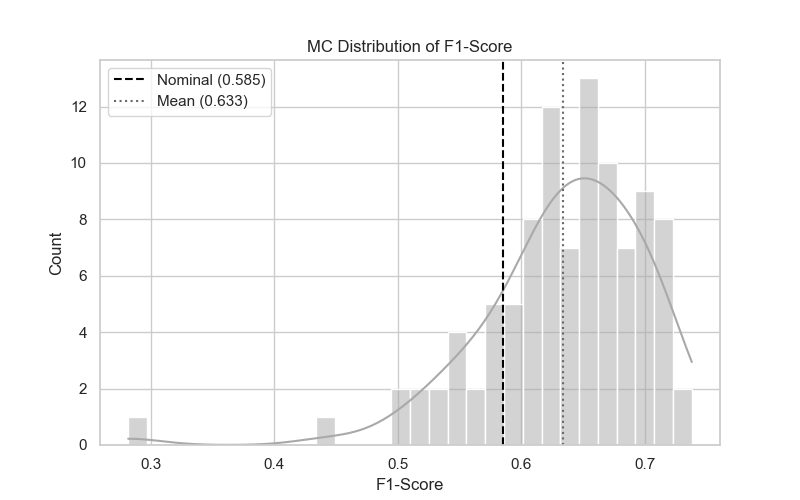 MC Distribution of F1-Score
Nominal (0.585)
Mean (0.633)
Count
12
10
8
6
4
2
0
0.3 0.4 0.5 0.6 0.7
F1-Score